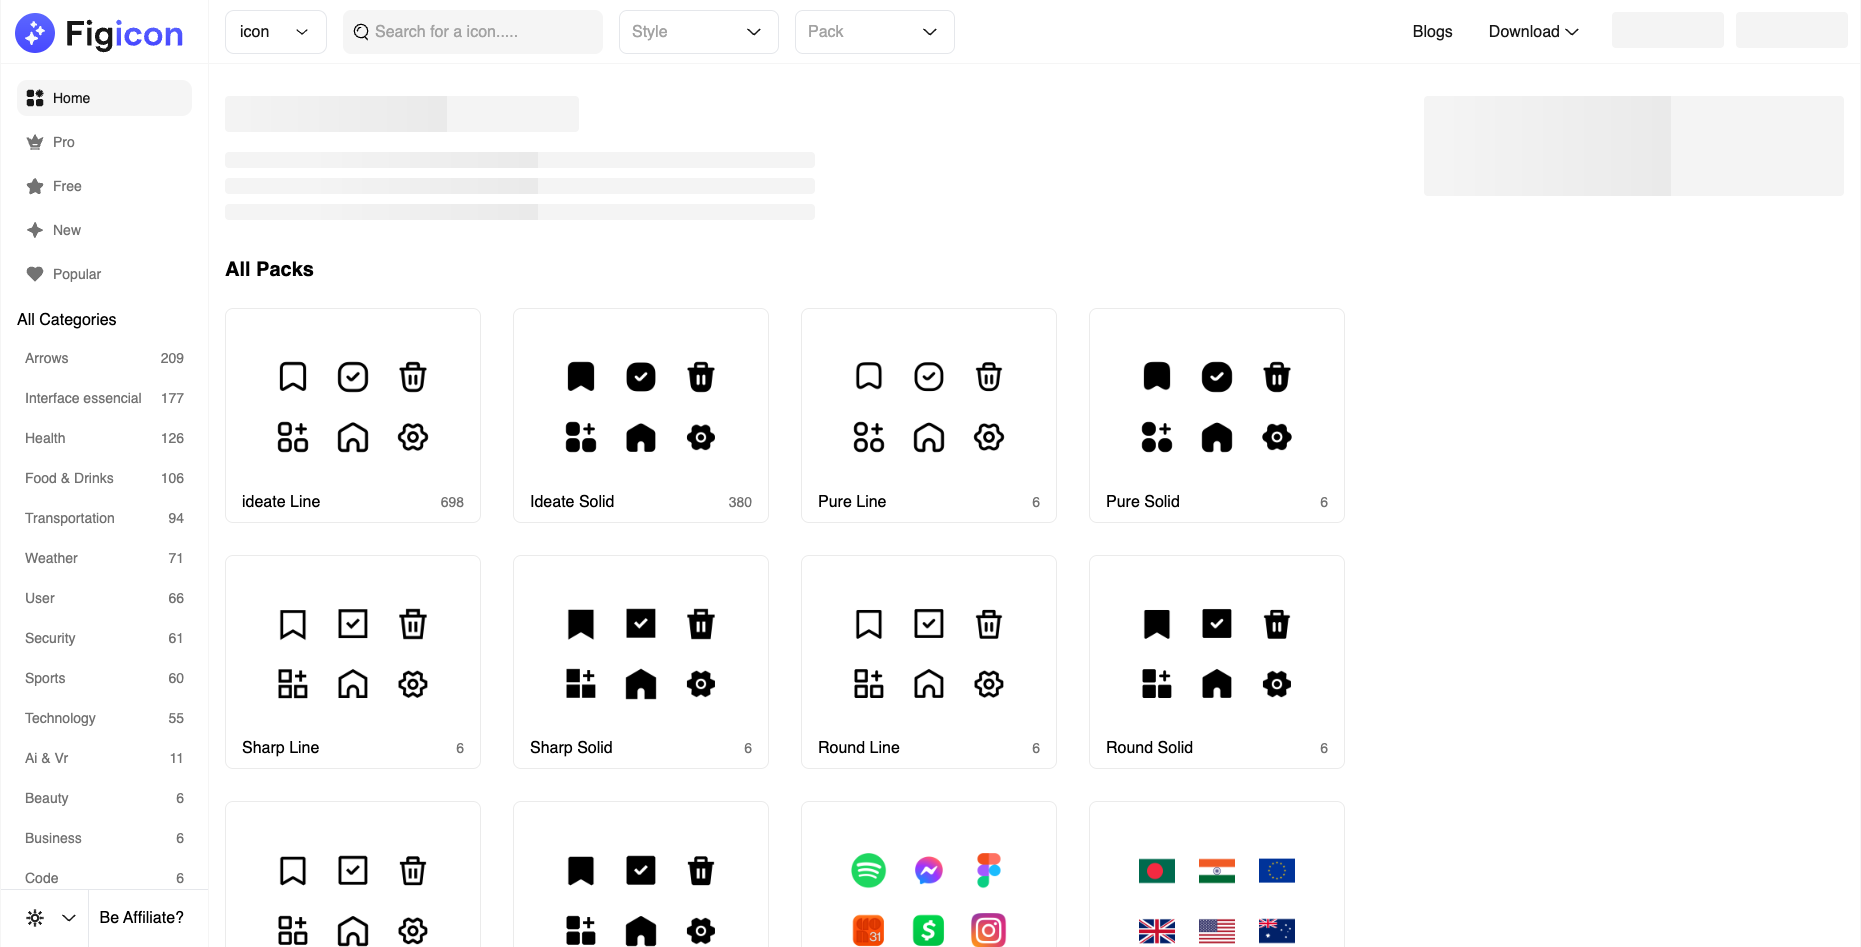 Figicon
icon
Search for a icon.....
Style
Pack
Blogs
Download
Home
Pro
Free
New
Popular
All Categories
Arrows 209
Interface essencial 177
Health 126
Food & Drinks 106
Transportation 94
Weather 71
User 66
Security 61
Sports 60
Technology 55
Ai & Vr 11
Beauty 6
Business 6
Code 6
Be Affiliate?
All Packs
ideate Line 698
Ideate Solid 380
Pure Line 6
Pure Solid 6
Sharp Line 6
Sharp Solid 6
Round Line 6
Round Solid 6
31
$